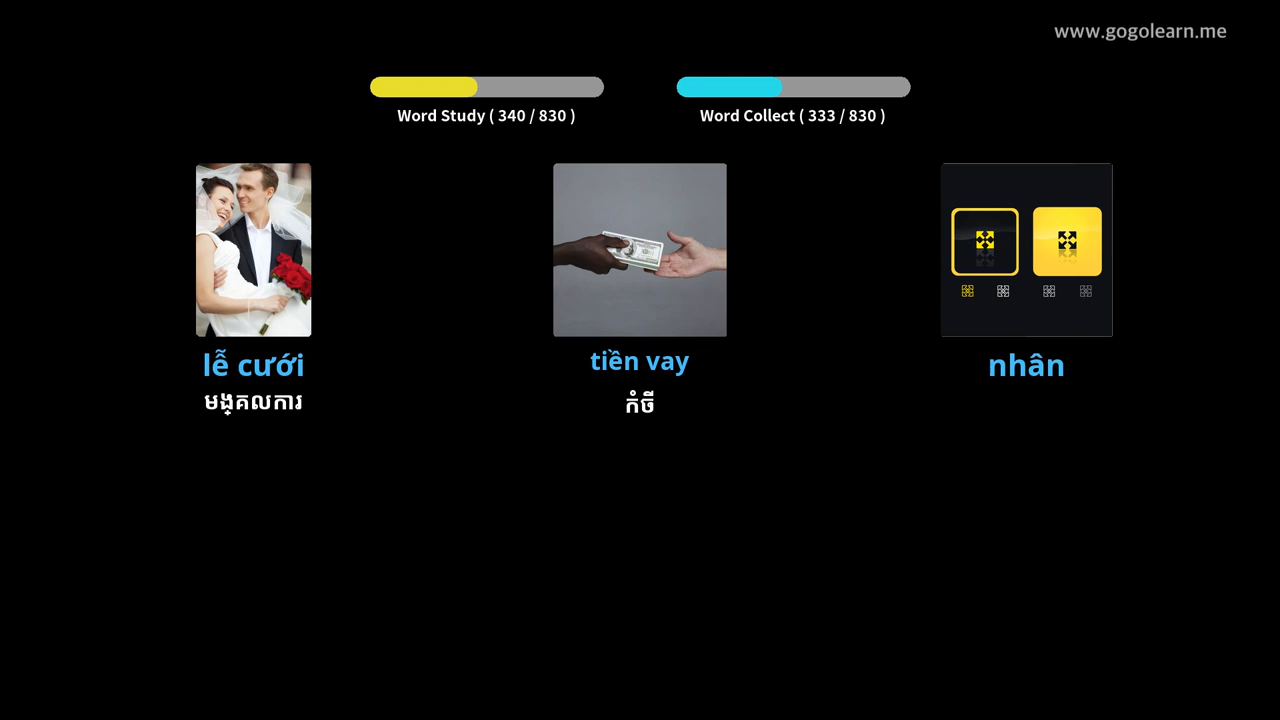 www.gogolearn.me
Word Study ( 340 / 830 )
Word Collect ( 333 / 830 )
lễ cưới
មង្គលការ
tiền vay
កំចី
nhân